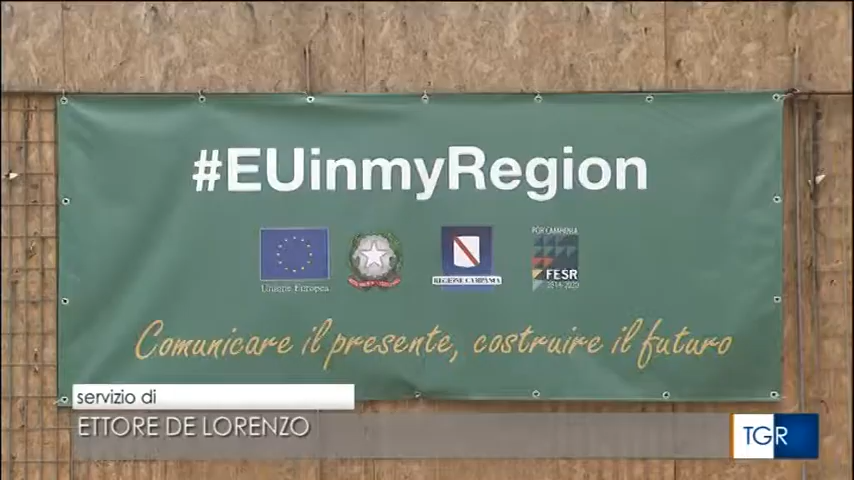 #EUinmyRegion
Unione Europea
REGIONE CAMPANIA
POR CAMPANIA
FESR
2014-2020
Comunicare il presente, costruire il futuro
servizio di
ETTORE DE LORENZO
TGR